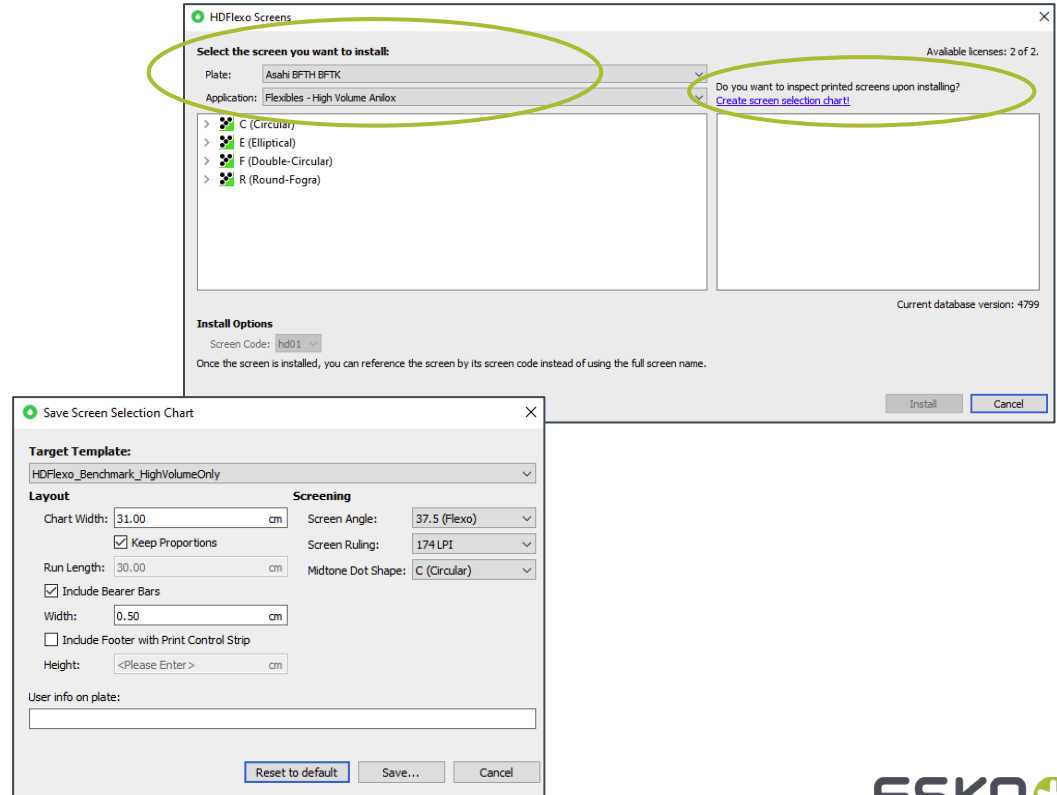 HDFlexo Screens
Select the screen you want to install:
Avaliable licenses: 2 of 2.
Plate: Asahi BFTH BFTK
Application: Flexibles - High Volume Anilox
Do you want to inspect printed screens upon installing?
Create screen selection chart!
C (Circular)
E (Elliptical)
F (Double-Circular)
R (Round-Fogra)
Current database version: 4799
Install Options
Screen Code: hd01
Once the screen is installed, you can reference the screen by its screen code instead of using the full screen name.
Install Cancel
Save Screen Selection Chart
Target Template:
HDFlexo_Benchmark_HighVolumeOnly
Layout Screening
Chart Width: 31.00 cm Screen Angle: 37.5 (Flexo)
Keep Proportions Screen Ruling: 174 LPI
Run Length: 30.00 cm Midtone Dot Shape: C (Circular)
Include Bearer Bars
Width: 0.50 cm
Include Footer with Print Control Strip
Height: <Please Enter> cm
User info on plate:
Reset to default Save... Cancel
ESKO